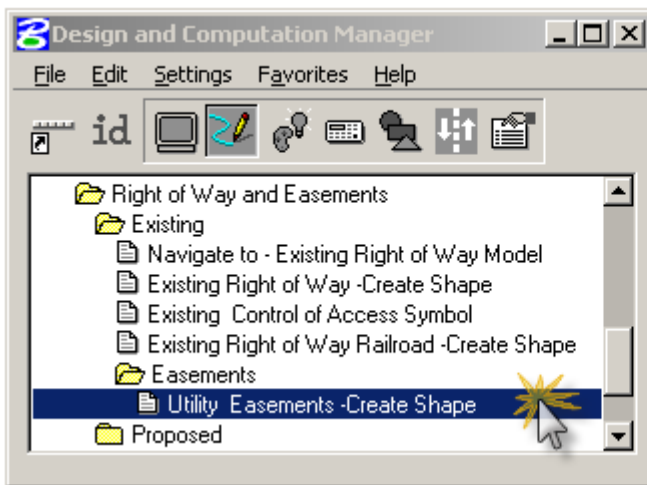 Design and Computation Manager
File Edit Settings Favorites Help
id
Right of Way and Easements
Existing
Navigate to - Existing Right of Way Model
Existing Right of Way -Create Shape
Existing  Control of Access Symbol
Existing Right of Way Railroad -Create Shape
Easements
Utility  Easements -Create Shape
Proposed